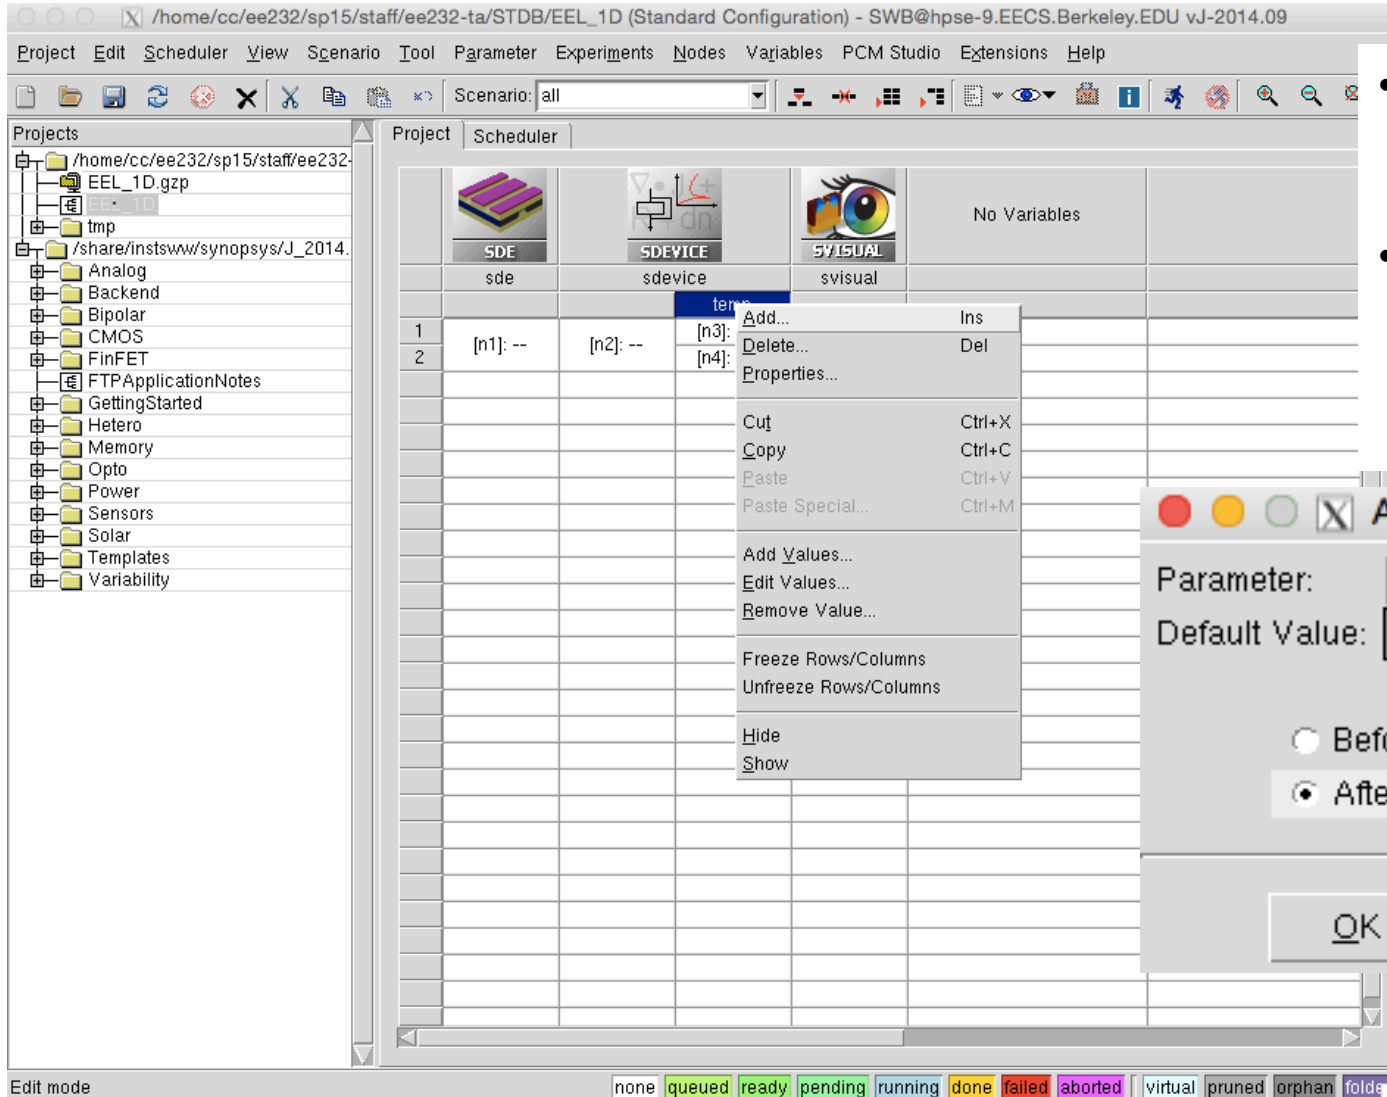 /home/cc/ee232/sp15/staff/ee232-ta/STDB/EEL_1D (Standard Configuration) - SWB@hpse-9.EECS.Berkeley.EDU vJ-2014.09
Project Edit Scheduler View Scenario Tool Parameter Experiments Nodes Variables PCM Studio Extensions Help
Scenario: all
Projects
/home/cc/ee232/sp15/staff/ee232-
EEL_1D.gzp
EEL_1D
tmp
/share/instsww/synopsys/J_2014.
Analog
Backend
Bipolar
CMOS
FinFET
FTPApplicationNotes
GettingStarted
Hetero
Memory
Opto
Power
Sensors
Solar
Templates
Variability
Project Scheduler
SDE SDEVICE SVISUAL No Variables
sde sdevice svisual
temp
1 [n1]: -- [n2]: -- [n3]:
2 [n4]:
Add... Ins
Delete... Del
Properties...
Cut Ctrl+X
Copy Ctrl+C
Paste Ctrl+V
Paste Special... Ctrl+M
Add Values...
Edit Values...
Remove Value...
Freeze Rows/Columns
Unfreeze Rows/Columns
Hide
Show
Parameter:
Default Value:
Befo
Afte
OK
Edit mode none queued ready pending running done failed aborted virtual pruned orphan folde